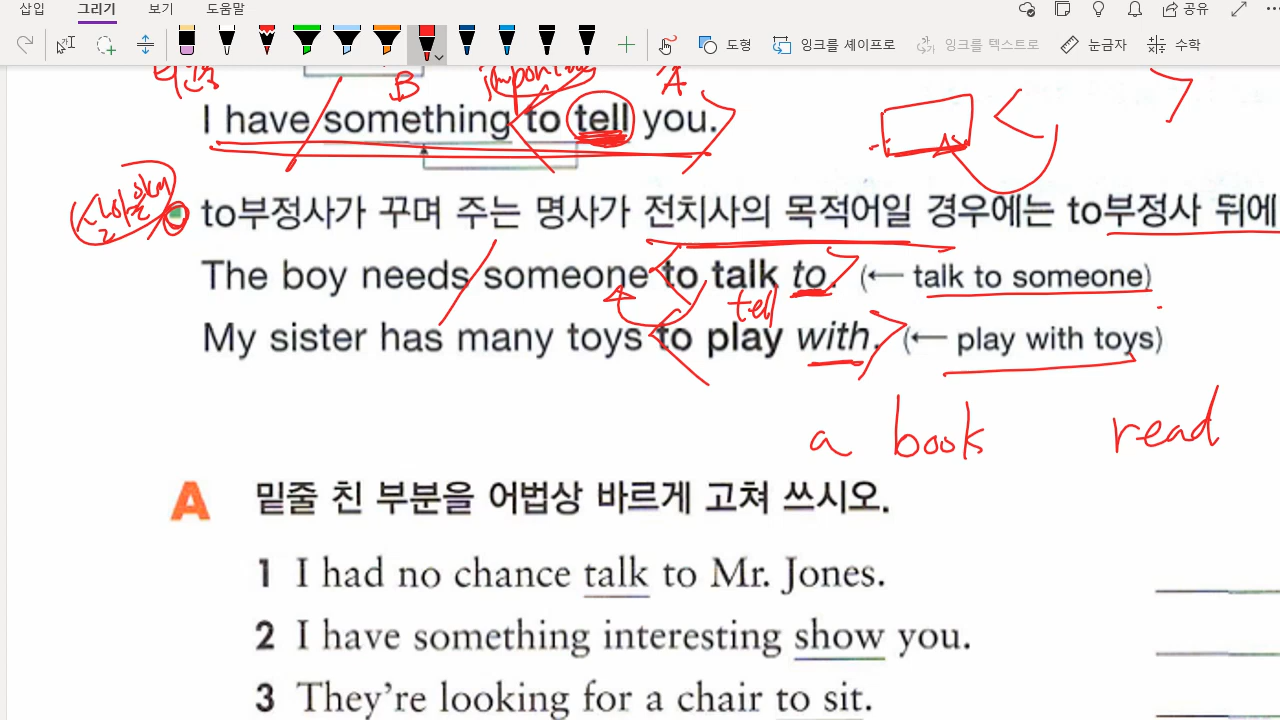 삽입 그리기 보기 도움말
공유
도형 잉크를 셰이프로 잉크를 텍스트로 눈금자 수학
B A
I have something to tell you.
to부정사가 꾸며 주는 명사가 전치사의 목적어일 경우에는 to부정사 뒤에
The boy needs someone to talk to. (← talk to someone)
tell
My sister has many toys to play with. (← play with toys)
a book read
A 밑줄 친 부분을 어법상 바르게 고쳐 쓰시오.
1 I had no chance talk to Mr. Jones.
2 I have something interesting show you.
3 They're looking for a chair to sit.